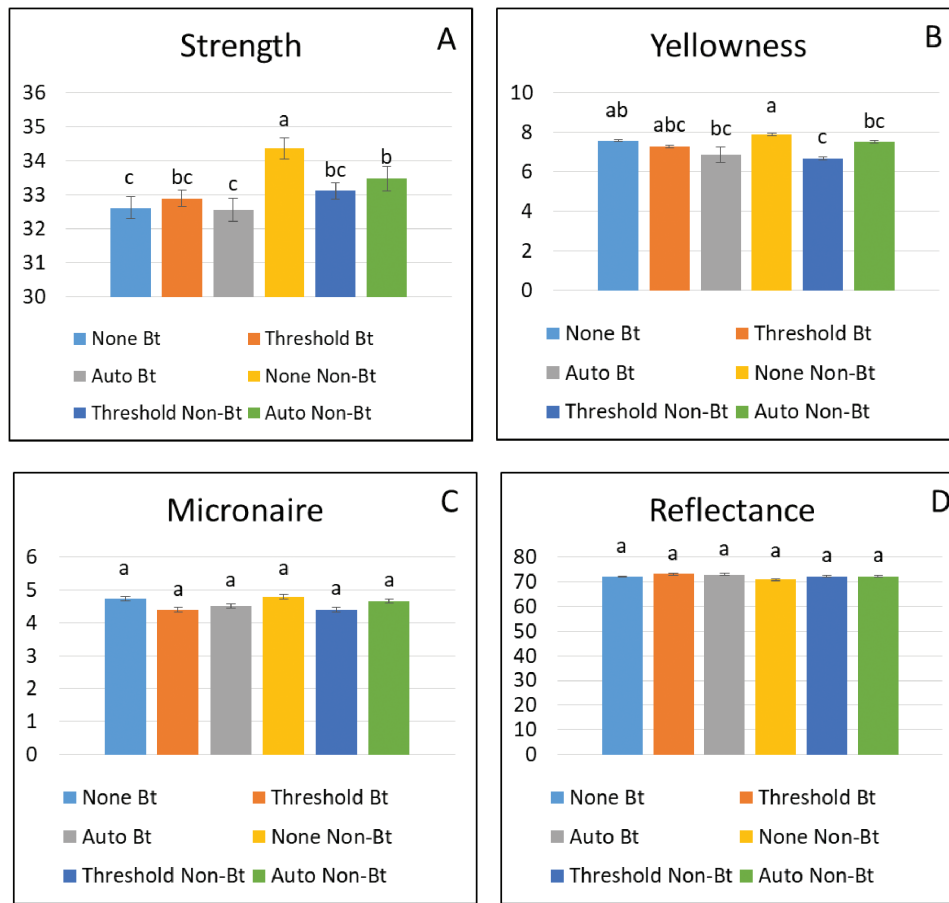 Strength A
36
35
34
33
32
31
30
c bc c a bc b
None Bt Threshold Bt
Auto Bt None Non-Bt
Threshold Non-Bt Auto Non-Bt
Yellowness B
10
8
6
4
2
0
ab abc bc a c bc
None Bt Threshold Bt
Auto Bt None Non-Bt
Threshold Non-Bt Auto Non-Bt
Micronaire C
6
5
4
3
2
1
0
a a a a a a
None Bt Threshold Bt
Auto Bt None Non-Bt
Threshold Non-Bt Auto Non-Bt
Reflectance D
80
70
60
50
40
30
20
10
0
a a a a a a
None Bt Threshold Bt
Auto Bt None Non-Bt
Threshold Non-Bt Auto Non-Bt